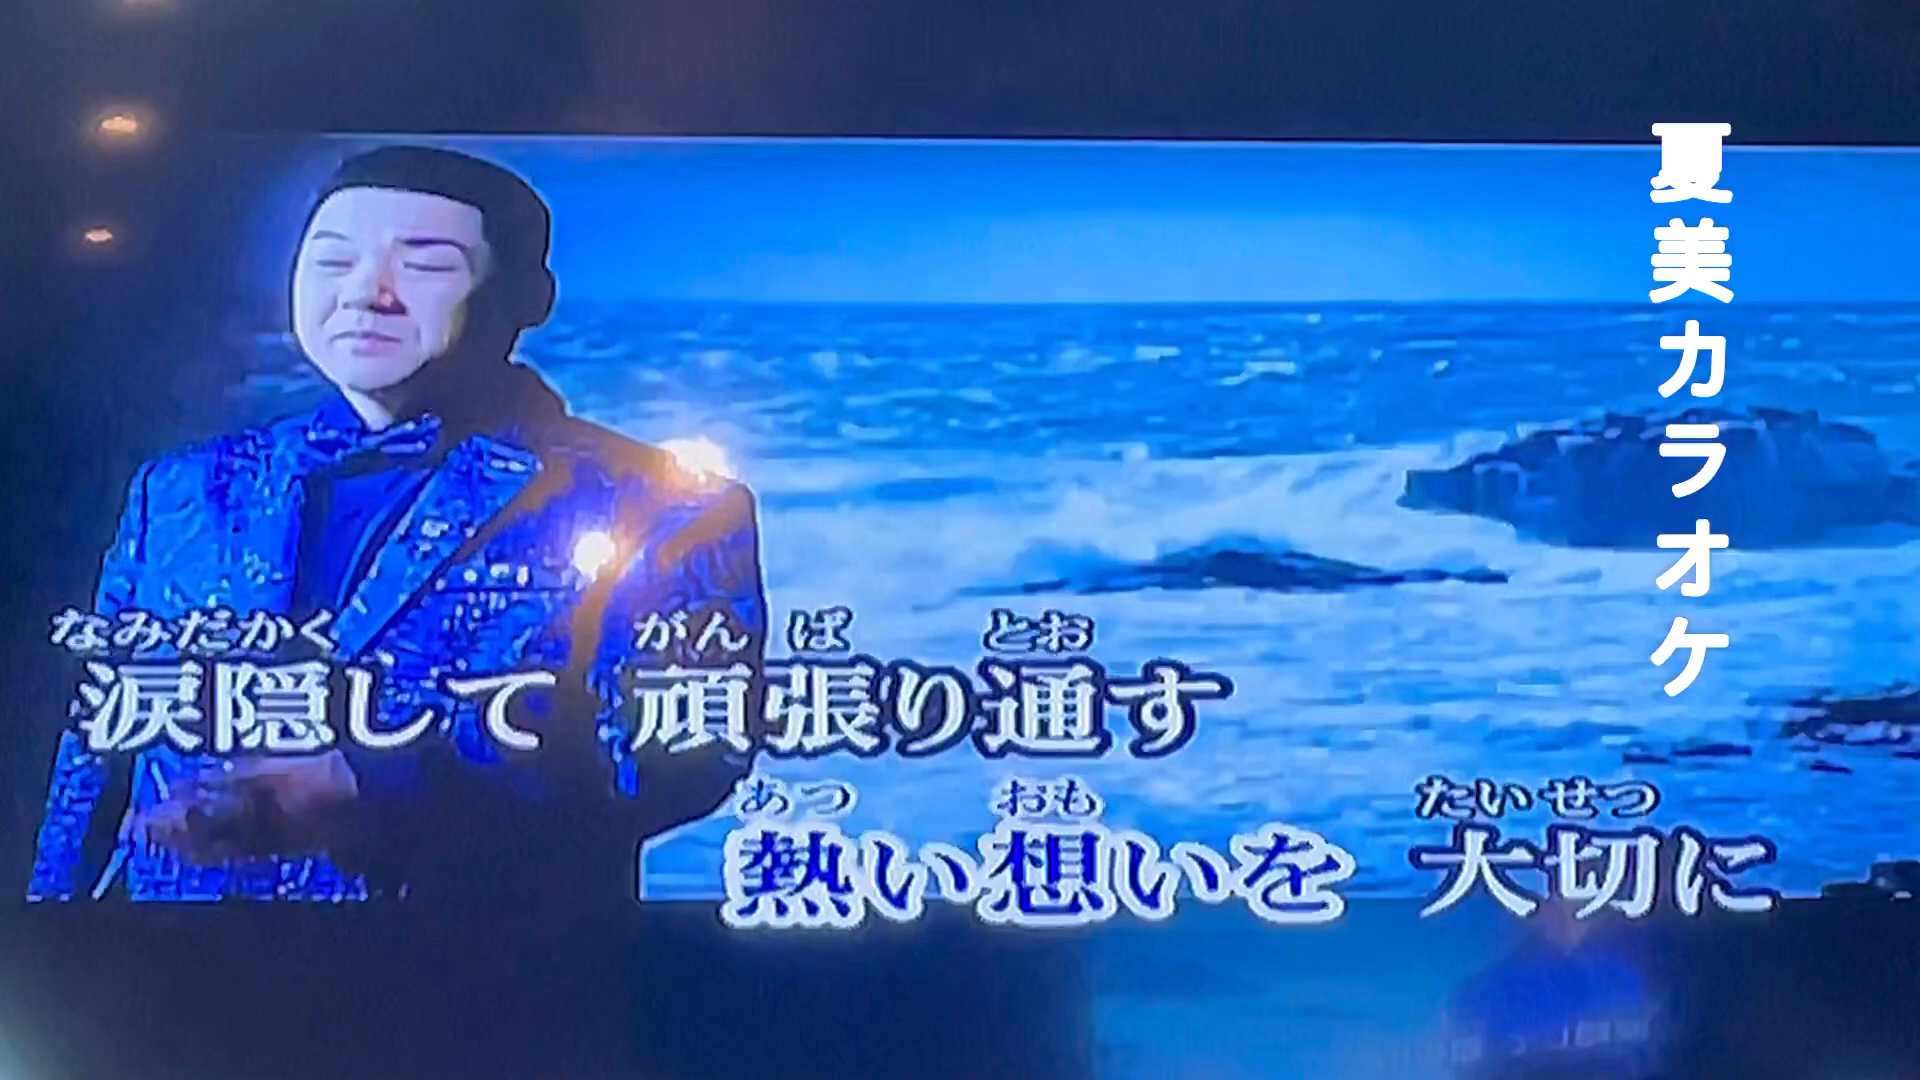 夏美カラオケ
なみだかく がん ば とお
涙隠して 頑張り通す
あつ おも たいせつ
熱い想いを 大切に